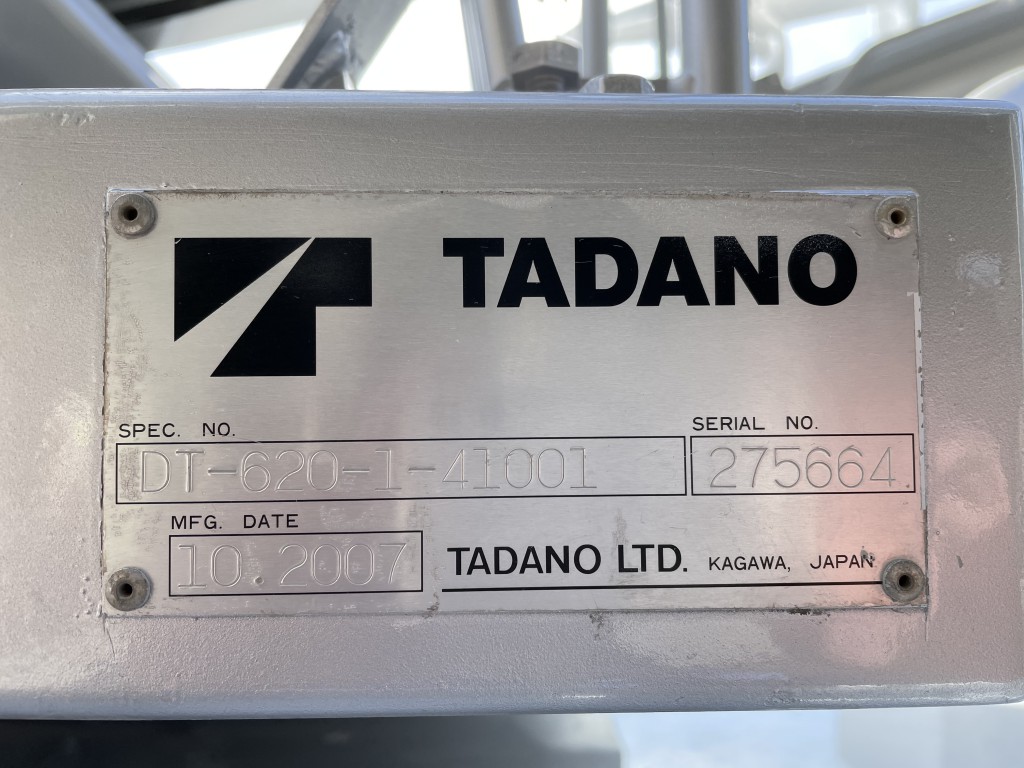 TADANO
SPEC. NO. SERIAL NO.
DT-620-1-41001 275664
MFG. DATE
10.2007
TADANO LTD. KAGAWA, JAPAN